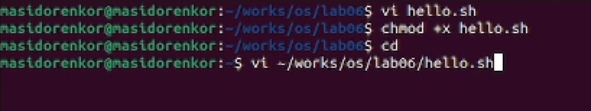 masidorenkor@masidorenkor:~/works/os/lab06$ vi hello.sh
masidorenkor@masidorenkor:~/works/os/lab06$ chmod +x hello.sh
masidorenkor@masidorenkor:~/works/os/lab06$ cd
masidorenkor@masidorenkor:~$ vi ~/works/os/lab06/hello.sh